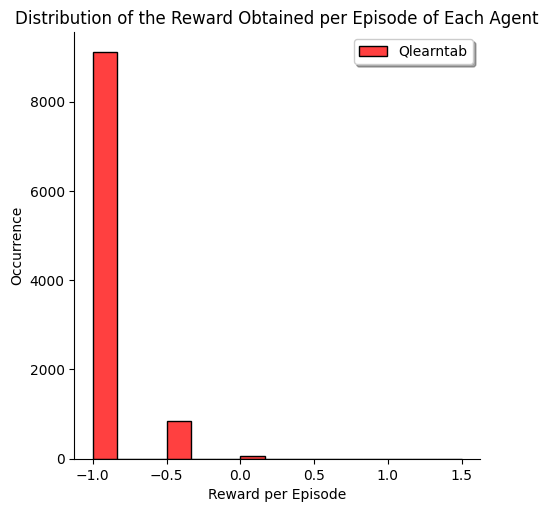 Distribution of the Reward Obtained per Episode of Each Agent
Qlearntab
8000
6000
4000
2000
0
Occurrence
−1.0 −0.5 0.0 0.5 1.0 1.5
Reward per Episode